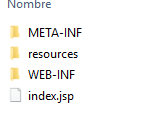 Nombre
META-INF
resources
WEB-INF
index.jsp